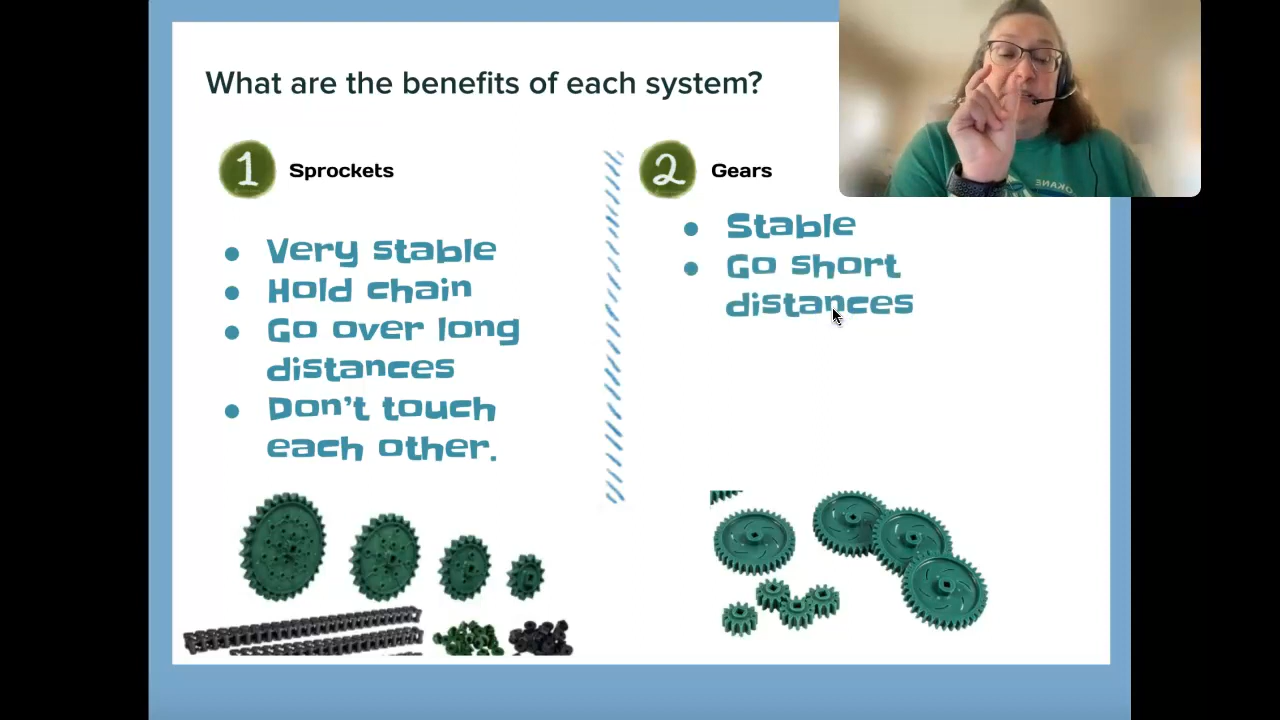 What are the benefits of each system?
1 Sprockets
● Very stable
● Hold chain
● Go over long
distances
● Don't touch
each other.
2 Gears
● Stable
● Go short
distances